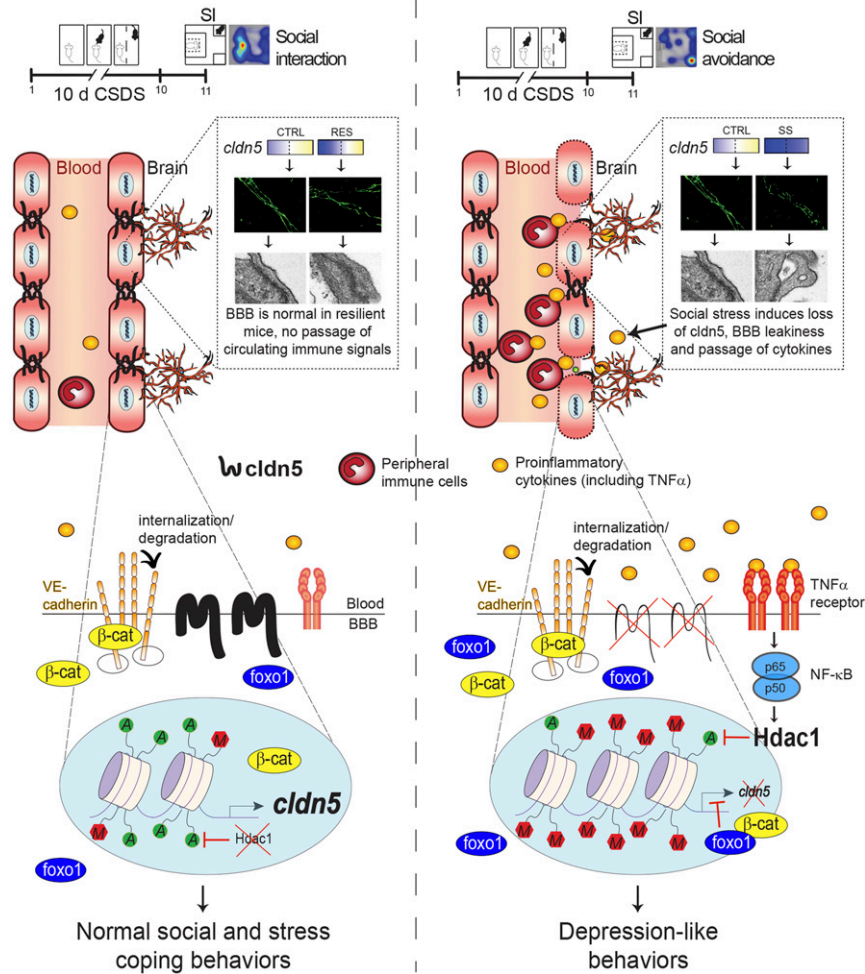 SI
Social
interaction
1
10 d CSDS
10
11
CTRL
RES
cldn5
Blood
Brain
BBB is normal in resilient
mice, no passage of
circulating immune signals
SI
Social
avoidance
1
10 d CSDS
10
11
CTRL
SS
cldn5
Blood
Brain
Social stress induces loss
of cldn5, BBB leakiness
and passage of cytokines
cldn5
Peripheral
immune cells
Proinflammatory
cytokines (including TNFα)
internalization/
degradation
VE-
cadherin
Blood
BBB
β-cat
β-cat
foxo1
A
A
A
M
β-cat
cldn5
M
A
A
A
Hdac1
foxo1
Normal social and stress
coping behaviors
internalization/
degradation
VE-
cadherin
TNFα
receptor
foxo1
β-cat
β-cat
foxo1
p65
p50
NF-κB
A
M
M
M
M
M
A
Hdac1
cldn5
M
M
M
M
M
M
β-cat
foxo1
foxo1
Depression-like
behaviors